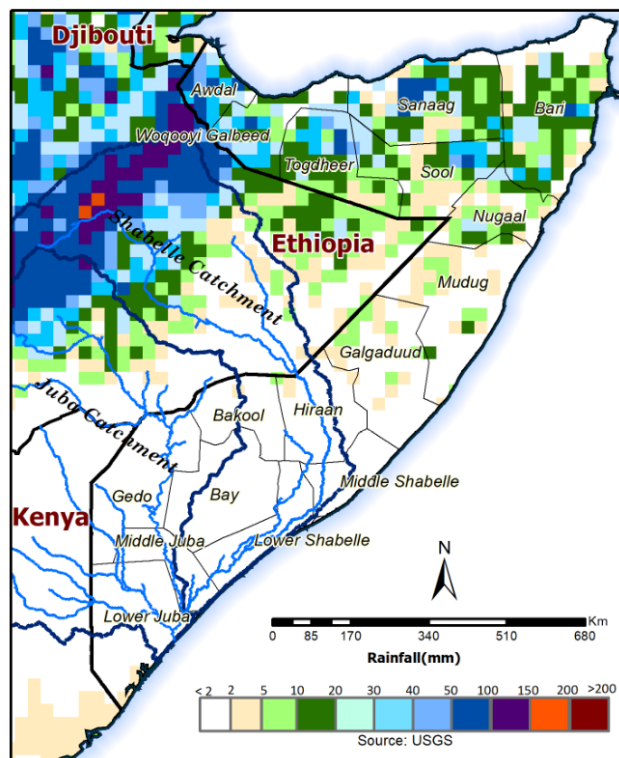 Djibouti
Awdal
Sanaag
Bari
Woqooyi Galbeed
Togdheer
Sool
Nugaal
Shabelle Catchment
Ethiopia
Mudug
Galgaduud
Juba Catchment
Bakool
Hiraan
Gedo
Bay
Middle Shabelle
Kenya
Middle Juba
Lower Shabelle
N
Lower Juba
Km
0 85 170 340 510 680
Rainfall(mm)
< 2 2 5 10 20 30 40 50 100 150 200 >200
Source: USGS